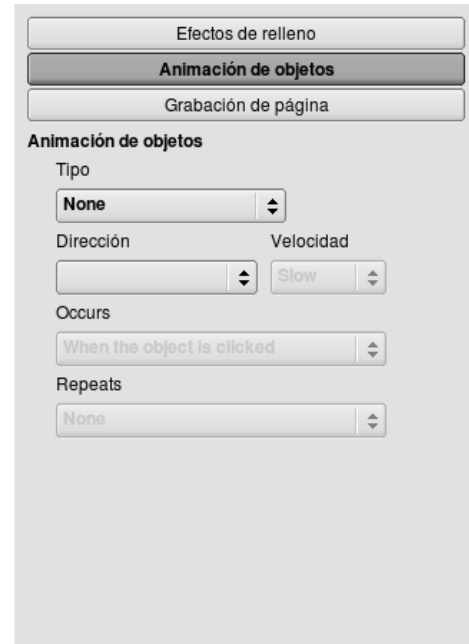 Efectos de relleno
Animación de objetos
Grabación de página
Animación de objetos
Tipo
None
Dirección Velocidad
Slow
Occurs
When the object is clicked
Repeats
None